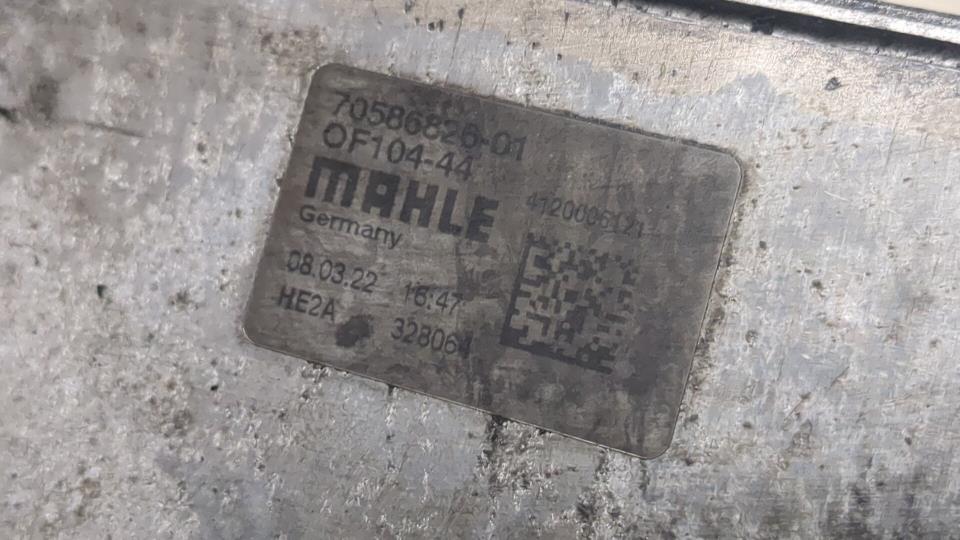 70586826-01
OF104-44
MAHLE
4120006121
Germany
08.03.22 16:47
HE2A 328064